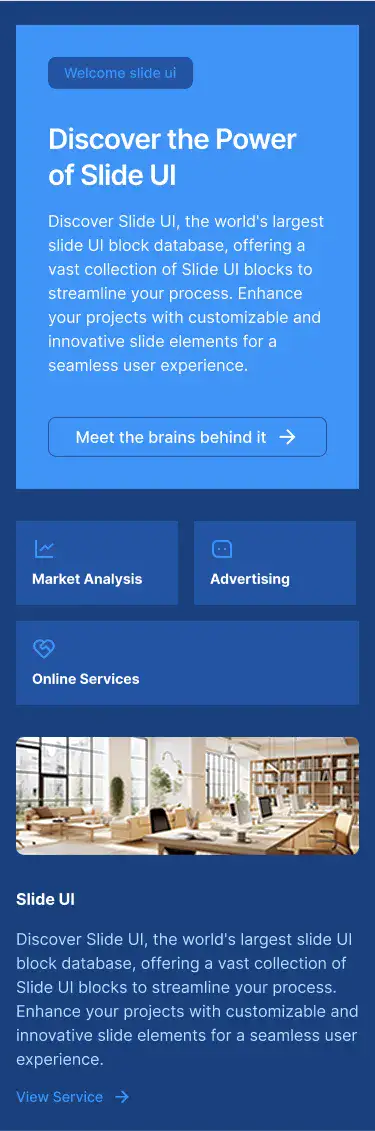 Welcome slide ui
Discover the Power
of Slide UI
Discover Slide UI, the world's largest
slide UI block database, offering a
vast collection of Slide UI blocks to
streamline your process. Enhance
your projects with customizable and
innovative slide elements for a
seamless user experience.
Meet the brains behind it
Market Analysis
Advertising
Online Services
Slide UI
Discover Slide UI, the world's largest slide UI
block database, offering a vast collection of
Slide UI blocks to streamline your process.
Enhance your projects with customizable and
innovative slide elements for a seamless user
experience.
View Service